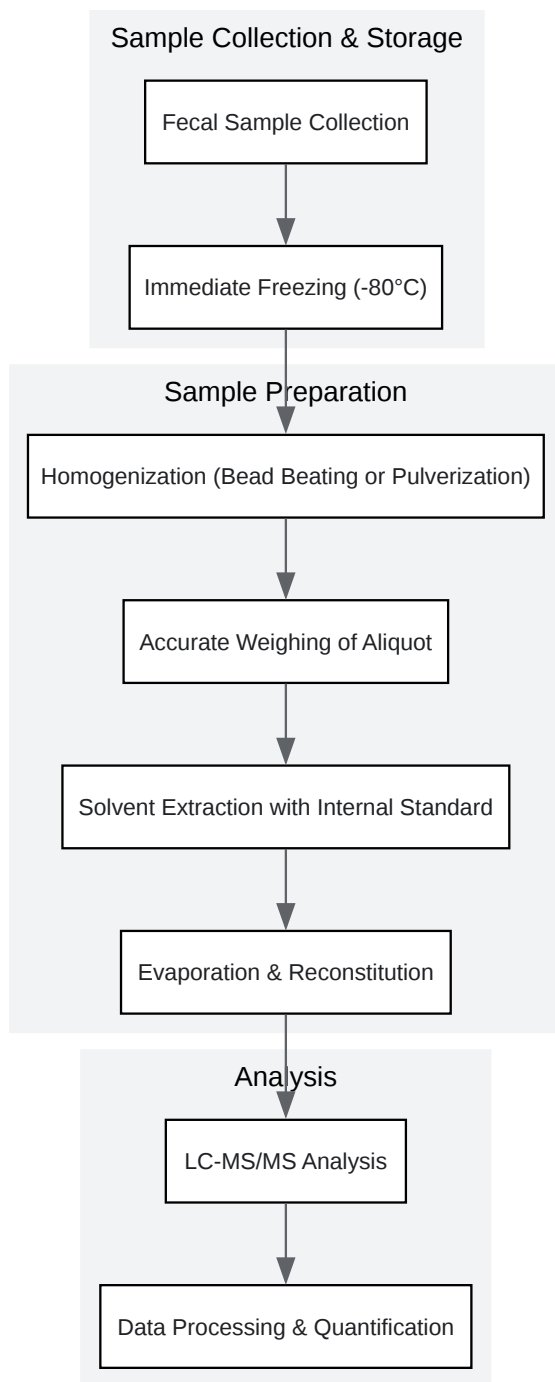 Sample Collection & Storage
Fecal Sample Collection
Immediate Freezing (-80°C)
Sample Preparation
Homogenization (Bead Beating or Pulverization)
Accurate Weighing of Aliquot
Solvent Extraction with Internal Standard
Evaporation & Reconstitution
Analysis
LC-MS/MS Analysis
Data Processing & Quantification